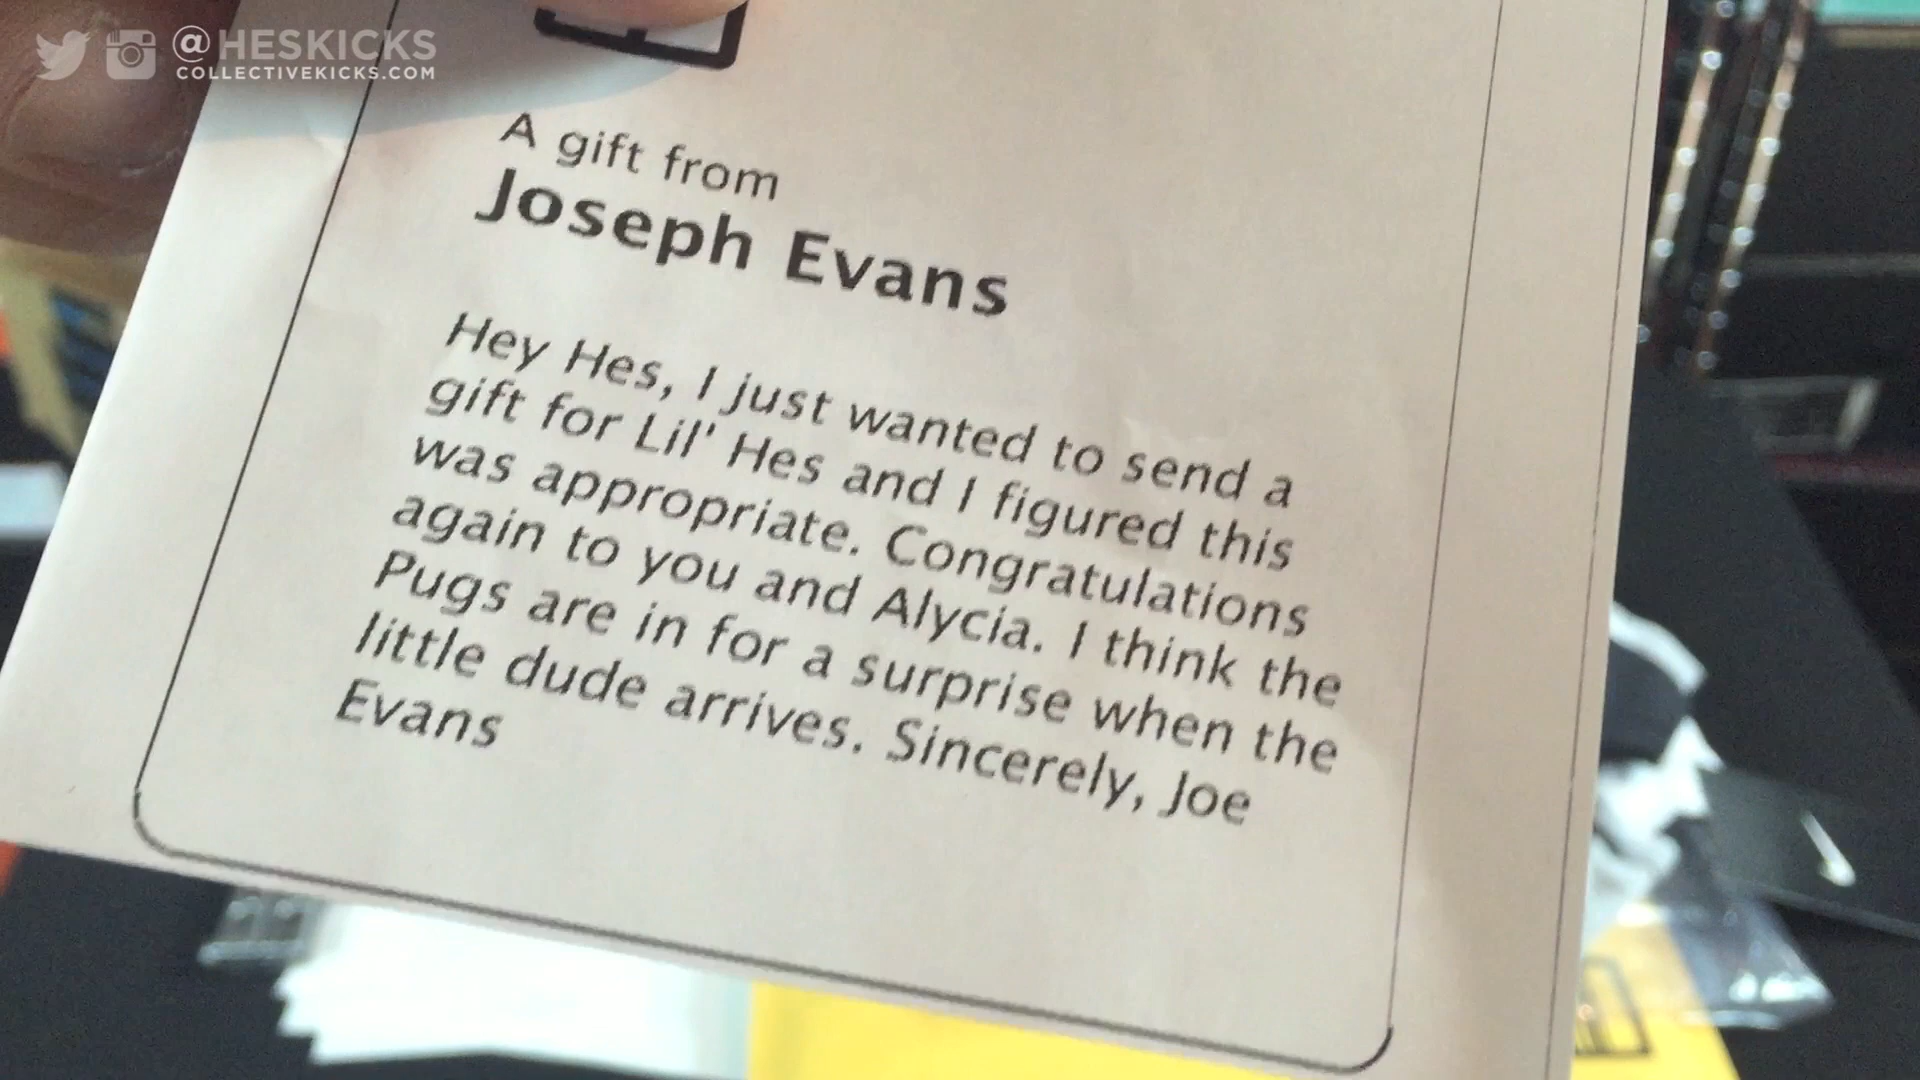 @HESKICKS
COLLECTIVEKICKS.COM
A gift from
Joseph Evans
Hey Hes, I just wanted to send a
gift for Lil' Hes and I figured this
was appropriate. Congratulations
again to you and Alycia. I think the
Pugs are in for a surprise when the
little dude arrives. Sincerely, Joe
Evans